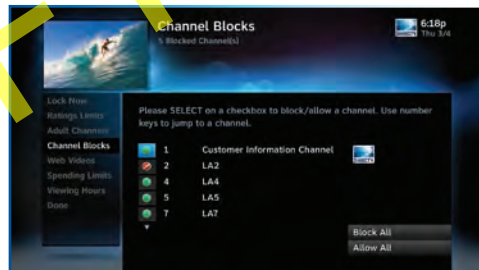 Channel Blocks
5 Blocked Channel(s)
6:18p
Thu 3/4
Lock Now
Ratings Limits
Adult Channels
Channel Blocks
Web Videos
Spending Limits
Viewing Hours
Done
Please SELECT on a checkbox to block/allow a channel. Use number
keys to jump to a channel.
1 Customer Information Channel
2 LA2
4 LA4
5 LA5
7 LA7
Block All
Allow All